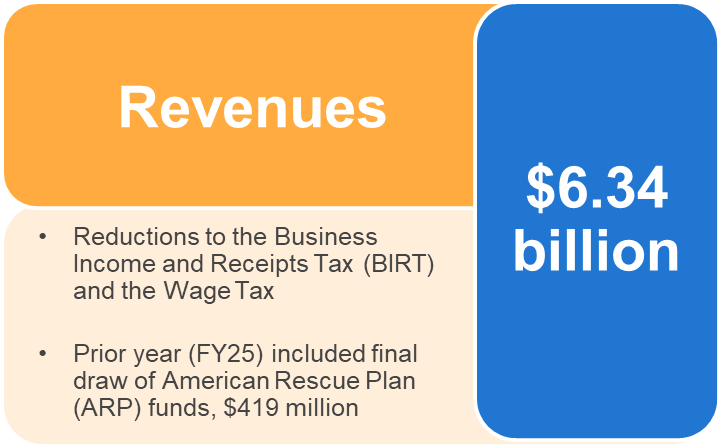 Revenues
$6.34
billion
• Reductions to the Business
Income and Receipts Tax (BIRT)
and the Wage Tax
• Prior year (FY25) included final
draw of American Rescue Plan
(ARP) funds, $419 million